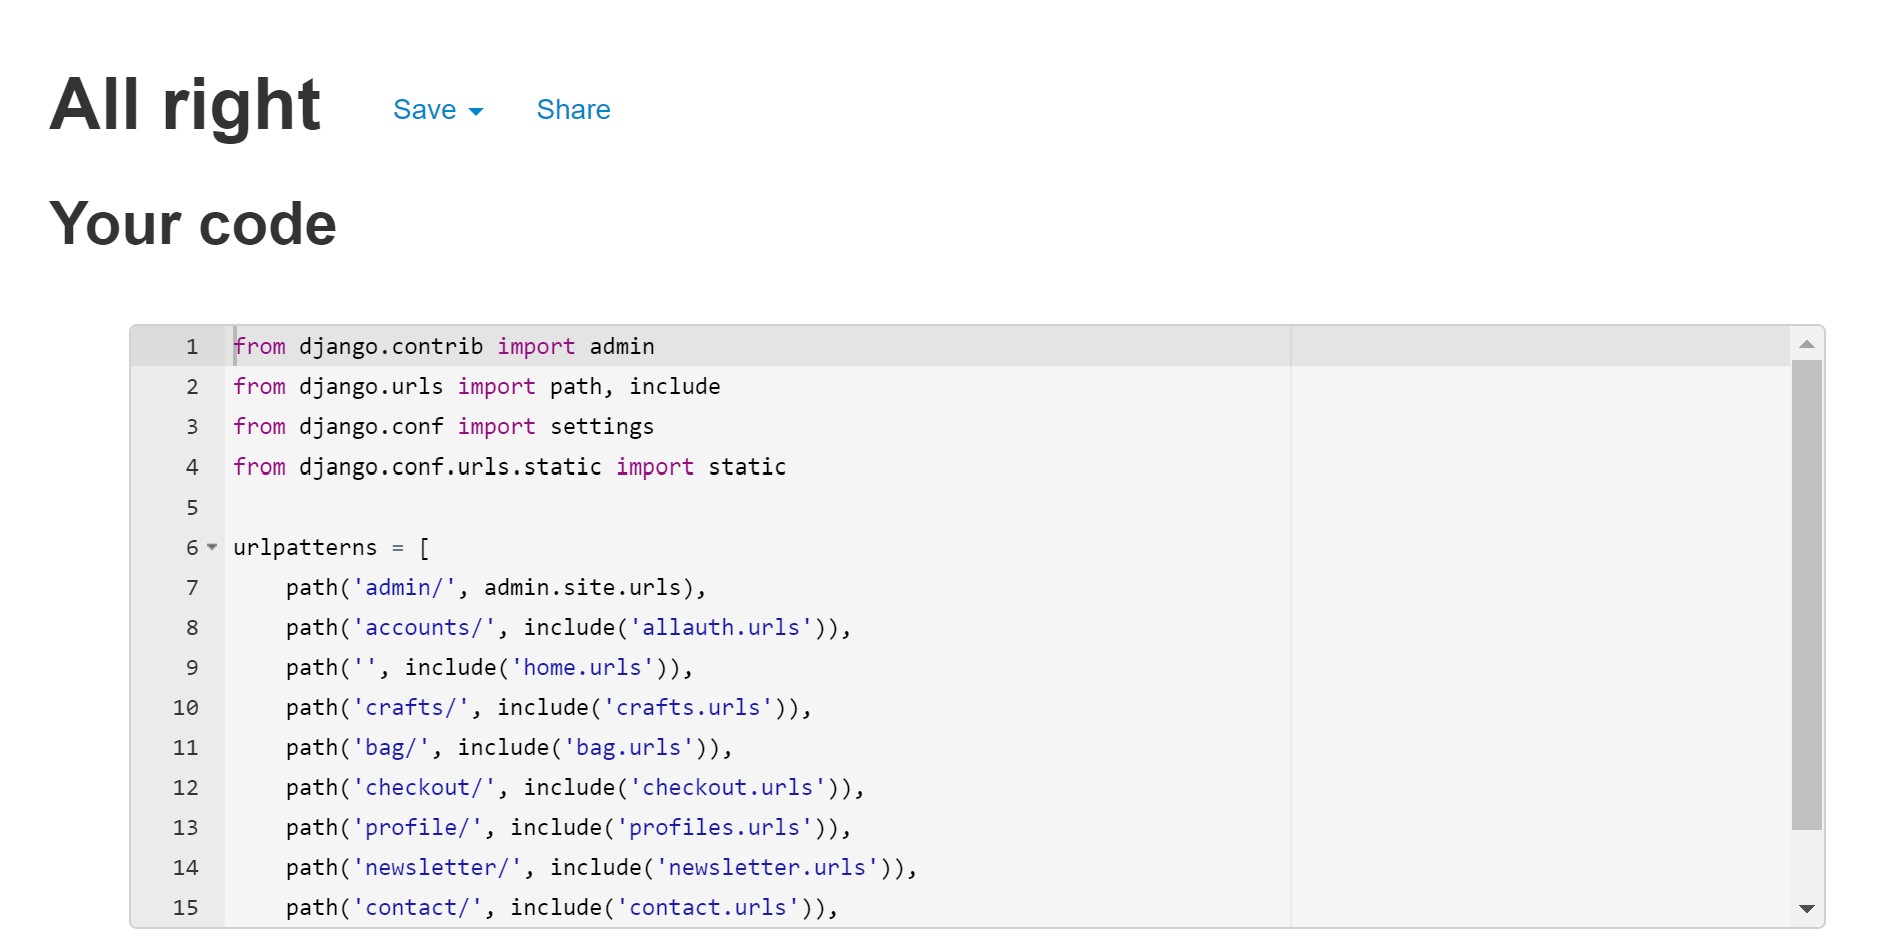 All right Save Share
Your code
1 from django.contrib import admin
2 from django.urls import path, include
3 from django.conf import settings
4 from django.conf.urls.static import static
5
6 urlpatterns = [
7     path('admin/', admin.site.urls),
8     path('accounts/', include('allauth.urls')),
9     path('', include('home.urls')),
10     path('crafts/', include('crafts.urls')),
11     path('bag/', include('bag.urls')),
12     path('checkout/', include('checkout.urls')),
13     path('profile/', include('profiles.urls')),
14     path('newsletter/', include('newsletter.urls')),
15     path('contact/', include('contact.urls')),